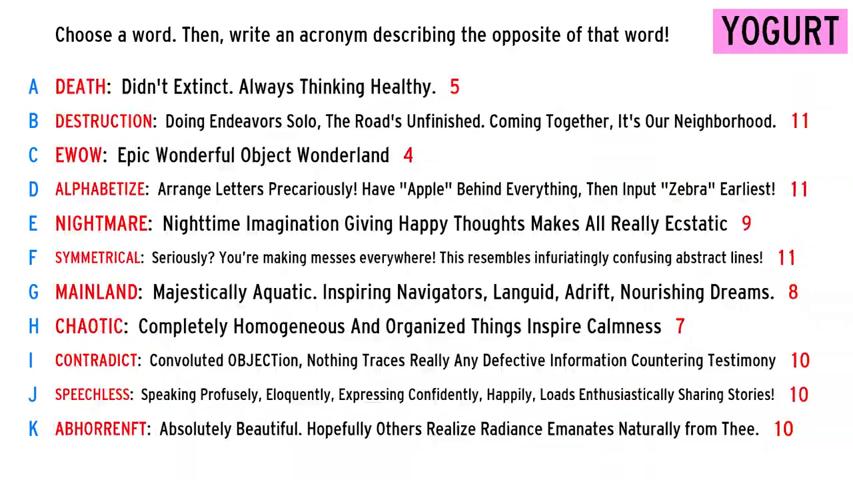 Choose a word. Then, write an acronym describing the opposite of that word! YOGURT
A DEATH: Didn't Extinct. Always Thinking Healthy. 5
B DESTRUCTION: Doing Endeavors Solo, The Road's Unfinished. Coming Together, It's Our Neighborhood. 11
C EWOW: Epic Wonderful Object Wonderland 4
D ALPHABETIZE: Arrange Letters Precariously! Have "Apple" Behind Everything, Then Input "Zebra" Earliest! 11
E NIGHTMARE: Nighttime Imagination Giving Happy Thoughts Makes All Really Ecstatic 9
F SYMMETRICAL: Seriously? You're making messes everywhere! This resembles infuriatingly confusing abstract lines! 11
G MAINLAND: Majestically Aquatic. Inspiring Navigators, Languid, Adrift, Nourishing Dreams. 8
H CHAOTIC: Completely Homogeneous And Organized Things Inspire Calmness 7
I CONTRADICT: Convoluted OBJECTion, Nothing Traces Really Any Defective Information Countering Testimony 10
J SPEECHLESS: Speaking Profusely, Eloquently, Expressing Confidently, Happily, Loads Enthusiastically Sharing Stories! 10
K ABHORRENFT: Absolutely Beautiful. Hopefully Others Realize Radiance Emanates Naturally from Thee. 10